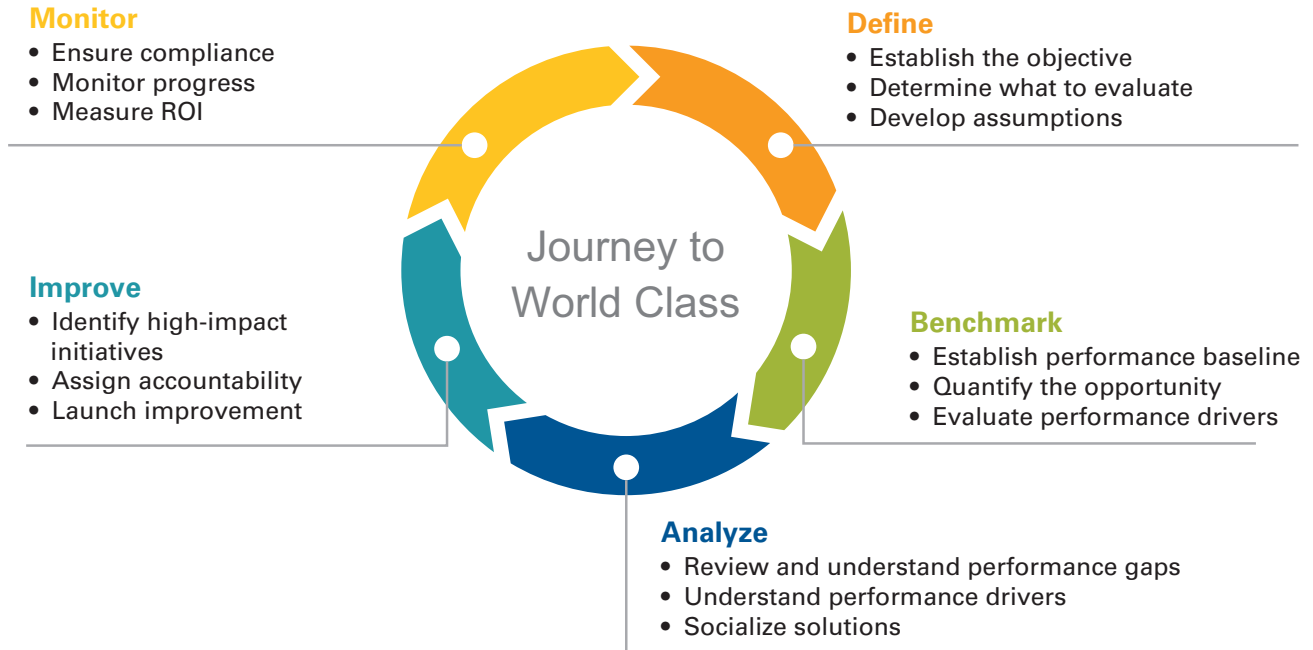 Monitor
• Ensure compliance
• Monitor progress
• Measure ROI
Define
• Establish the objective
• Determine what to evaluate
• Develop assumptions
Journey to
World Class
Improve
• Identify high-impact
initiatives
• Assign accountability
• Launch improvement
Benchmark
• Establish performance baseline
• Quantify the opportunity
• Evaluate performance drivers
Analyze
• Review and understand performance gaps
• Understand performance drivers
• Socialize solutions